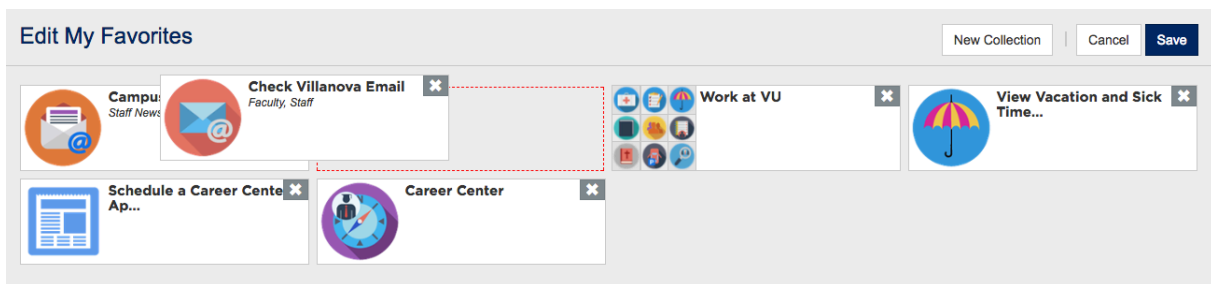 Edit My Favorites
New Collection
Cancel
Save
Check Villanova Email
Faculty, Staff
Staff News
Work at VU
View Vacation and Sick
Time...
Schedule a Career Cente
Ap...
Career Center